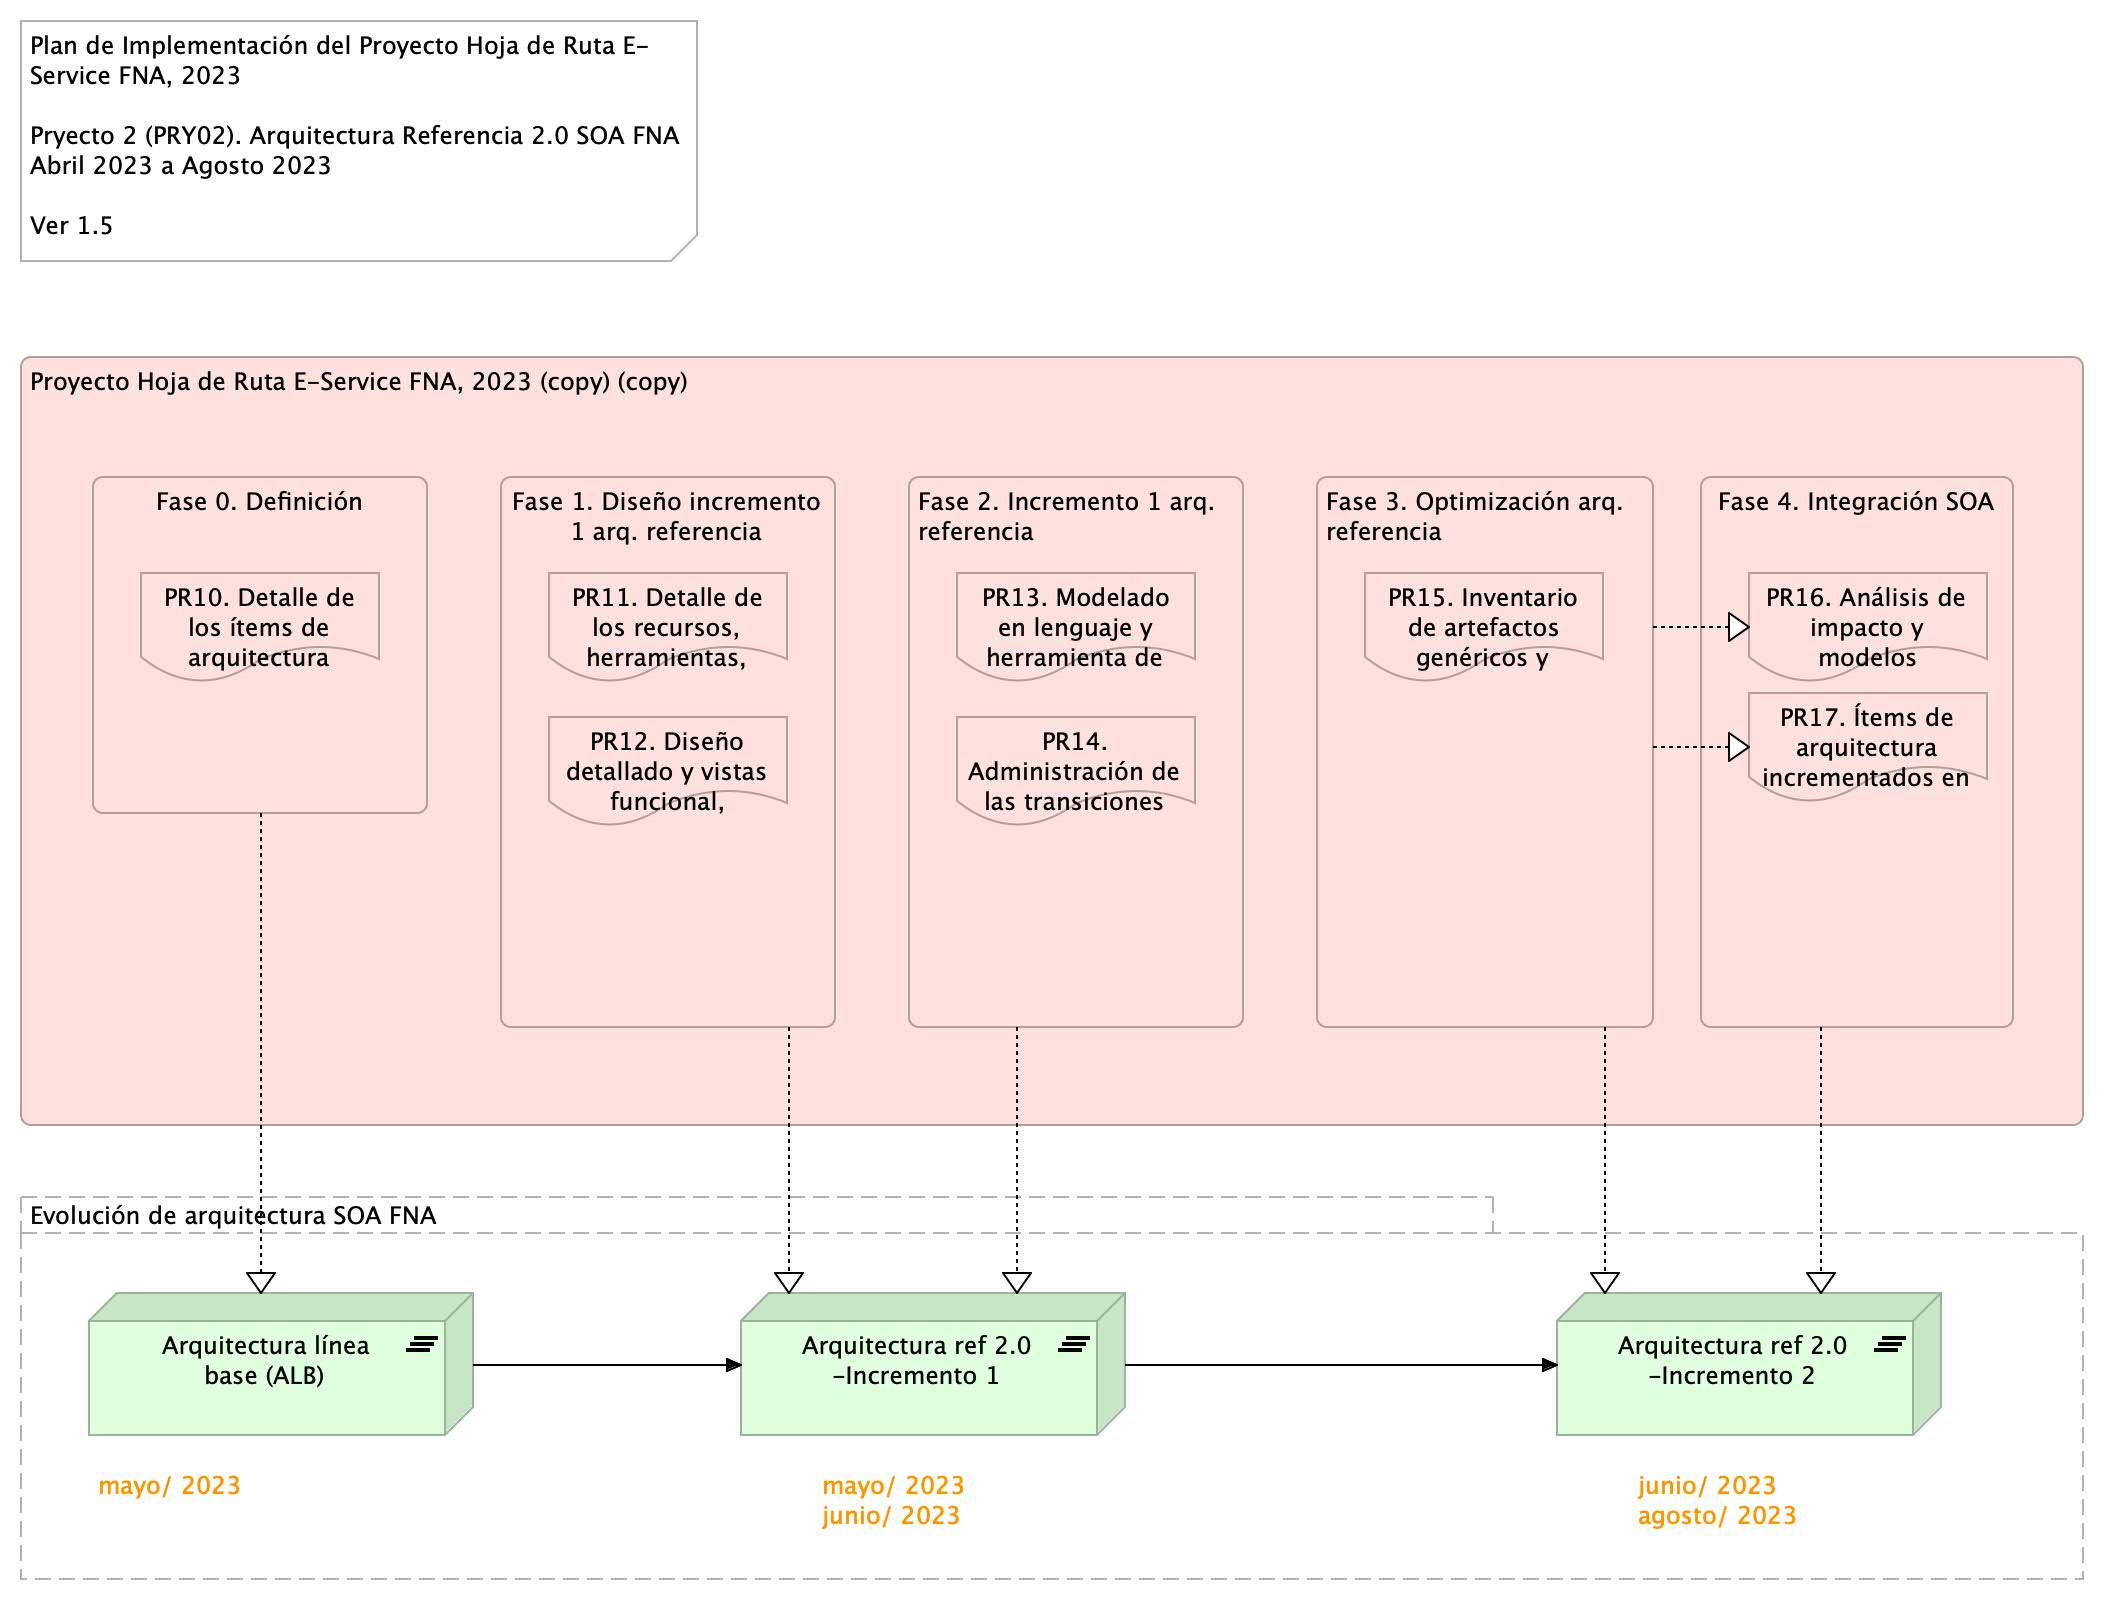 Plan de Implementación del Proyecto Hoja de Ruta E-
Service FNA, 2023
Pryecto 2 (PRY02). Arquitectura Referencia 2.0 SOA FNA
Abril 2023 a Agosto 2023
Ver 1.5
Proyecto Hoja de Ruta E-Service FNA, 2023 (copy) (copy)
Fase 0. Definición
PR10. Detalle de
los ítems de
arquitectura
Fase 1. Diseño incremento
1 arq. referencia
PR11. Detalle de
los recursos,
herramientas,
PR12. Diseño
detallado y vistas
funcional,
Fase 2. Incremento 1 arq.
referencia
PR13. Modelado
en lenguaje y
herramienta de
PR14.
Administración de
las transiciones
Fase 3. Optimización arq.
referencia
PR15. Inventario
de artefactos
genéricos y
Fase 4. Integración SOA
PR16. Análisis de
impacto y
modelos
PR17. Ítems de
arquitectura
incrementados en
Evolución de arquitectura SOA FNA
Arquitectura línea
base (ALB)
Arquitectura ref 2.0
-Incremento 1
Arquitectura ref 2.0
-Incremento 2
mayo/ 2023
mayo/ 2023
junio/ 2023
junio/ 2023
agosto/ 2023